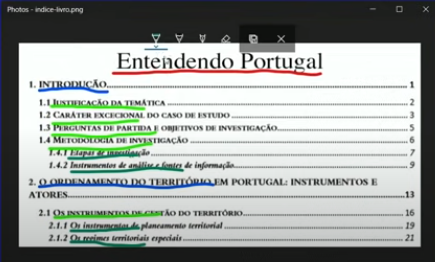 Photos - indice-livro.png
Entendendo Portugal
1. INTRODUÇÃO 1
1.1 JUSTIFICAÇÃO DA TEMÁTICA 2
1.2 CARÁTER EXCECIONAL DO CASO DE ESTUDO 3
1.3 PERGUNTAS DE PARTIDA E OBJETIVOS DE INVESTIGAÇÃO 5
1.4 METODOLOGIA DE INVESTIGAÇÃO 6
1.4.1 Etapas de investigação 7
1.4.2 Instrumentos de análise e fontes de informação 9
2. O ORDENAMENTO DO TERRITÓRIO EM PORTUGAL: INSTRUMENTOS E
ATORES 13
2.1 OS INSTRUMENTOS DE GESTÃO DO TERRITÓRIO 16
2.1.1 Os instrumentos de planeamento territorial 19
2.1.2 Os regimes territoriais especiais 21